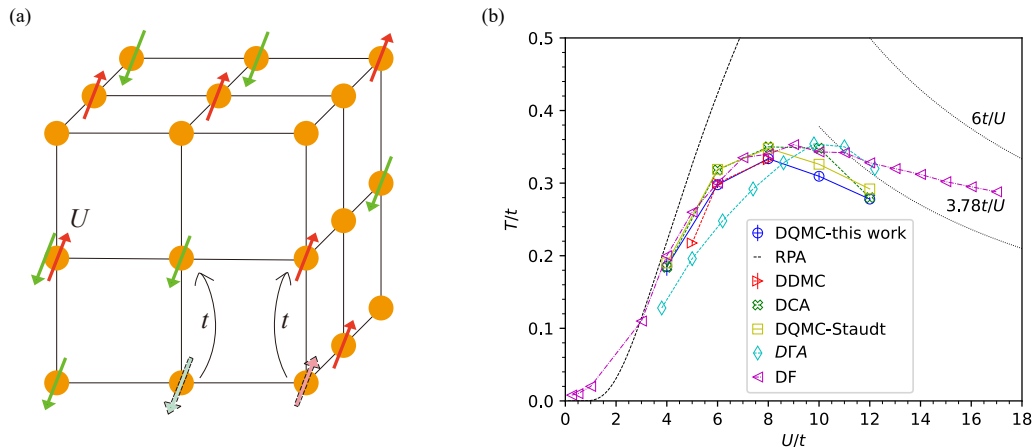 (a)
U
t
t
(b)
T/t
0.5
0.4
0.3
0.2
0.1
0.0
6t/U
3.78t/U
DQMC-this work
RPA
DDMC
DCA
DQMC-Staudt
DΓA
DF
0 2 4 6 8 10 12 14 16 18
U/t